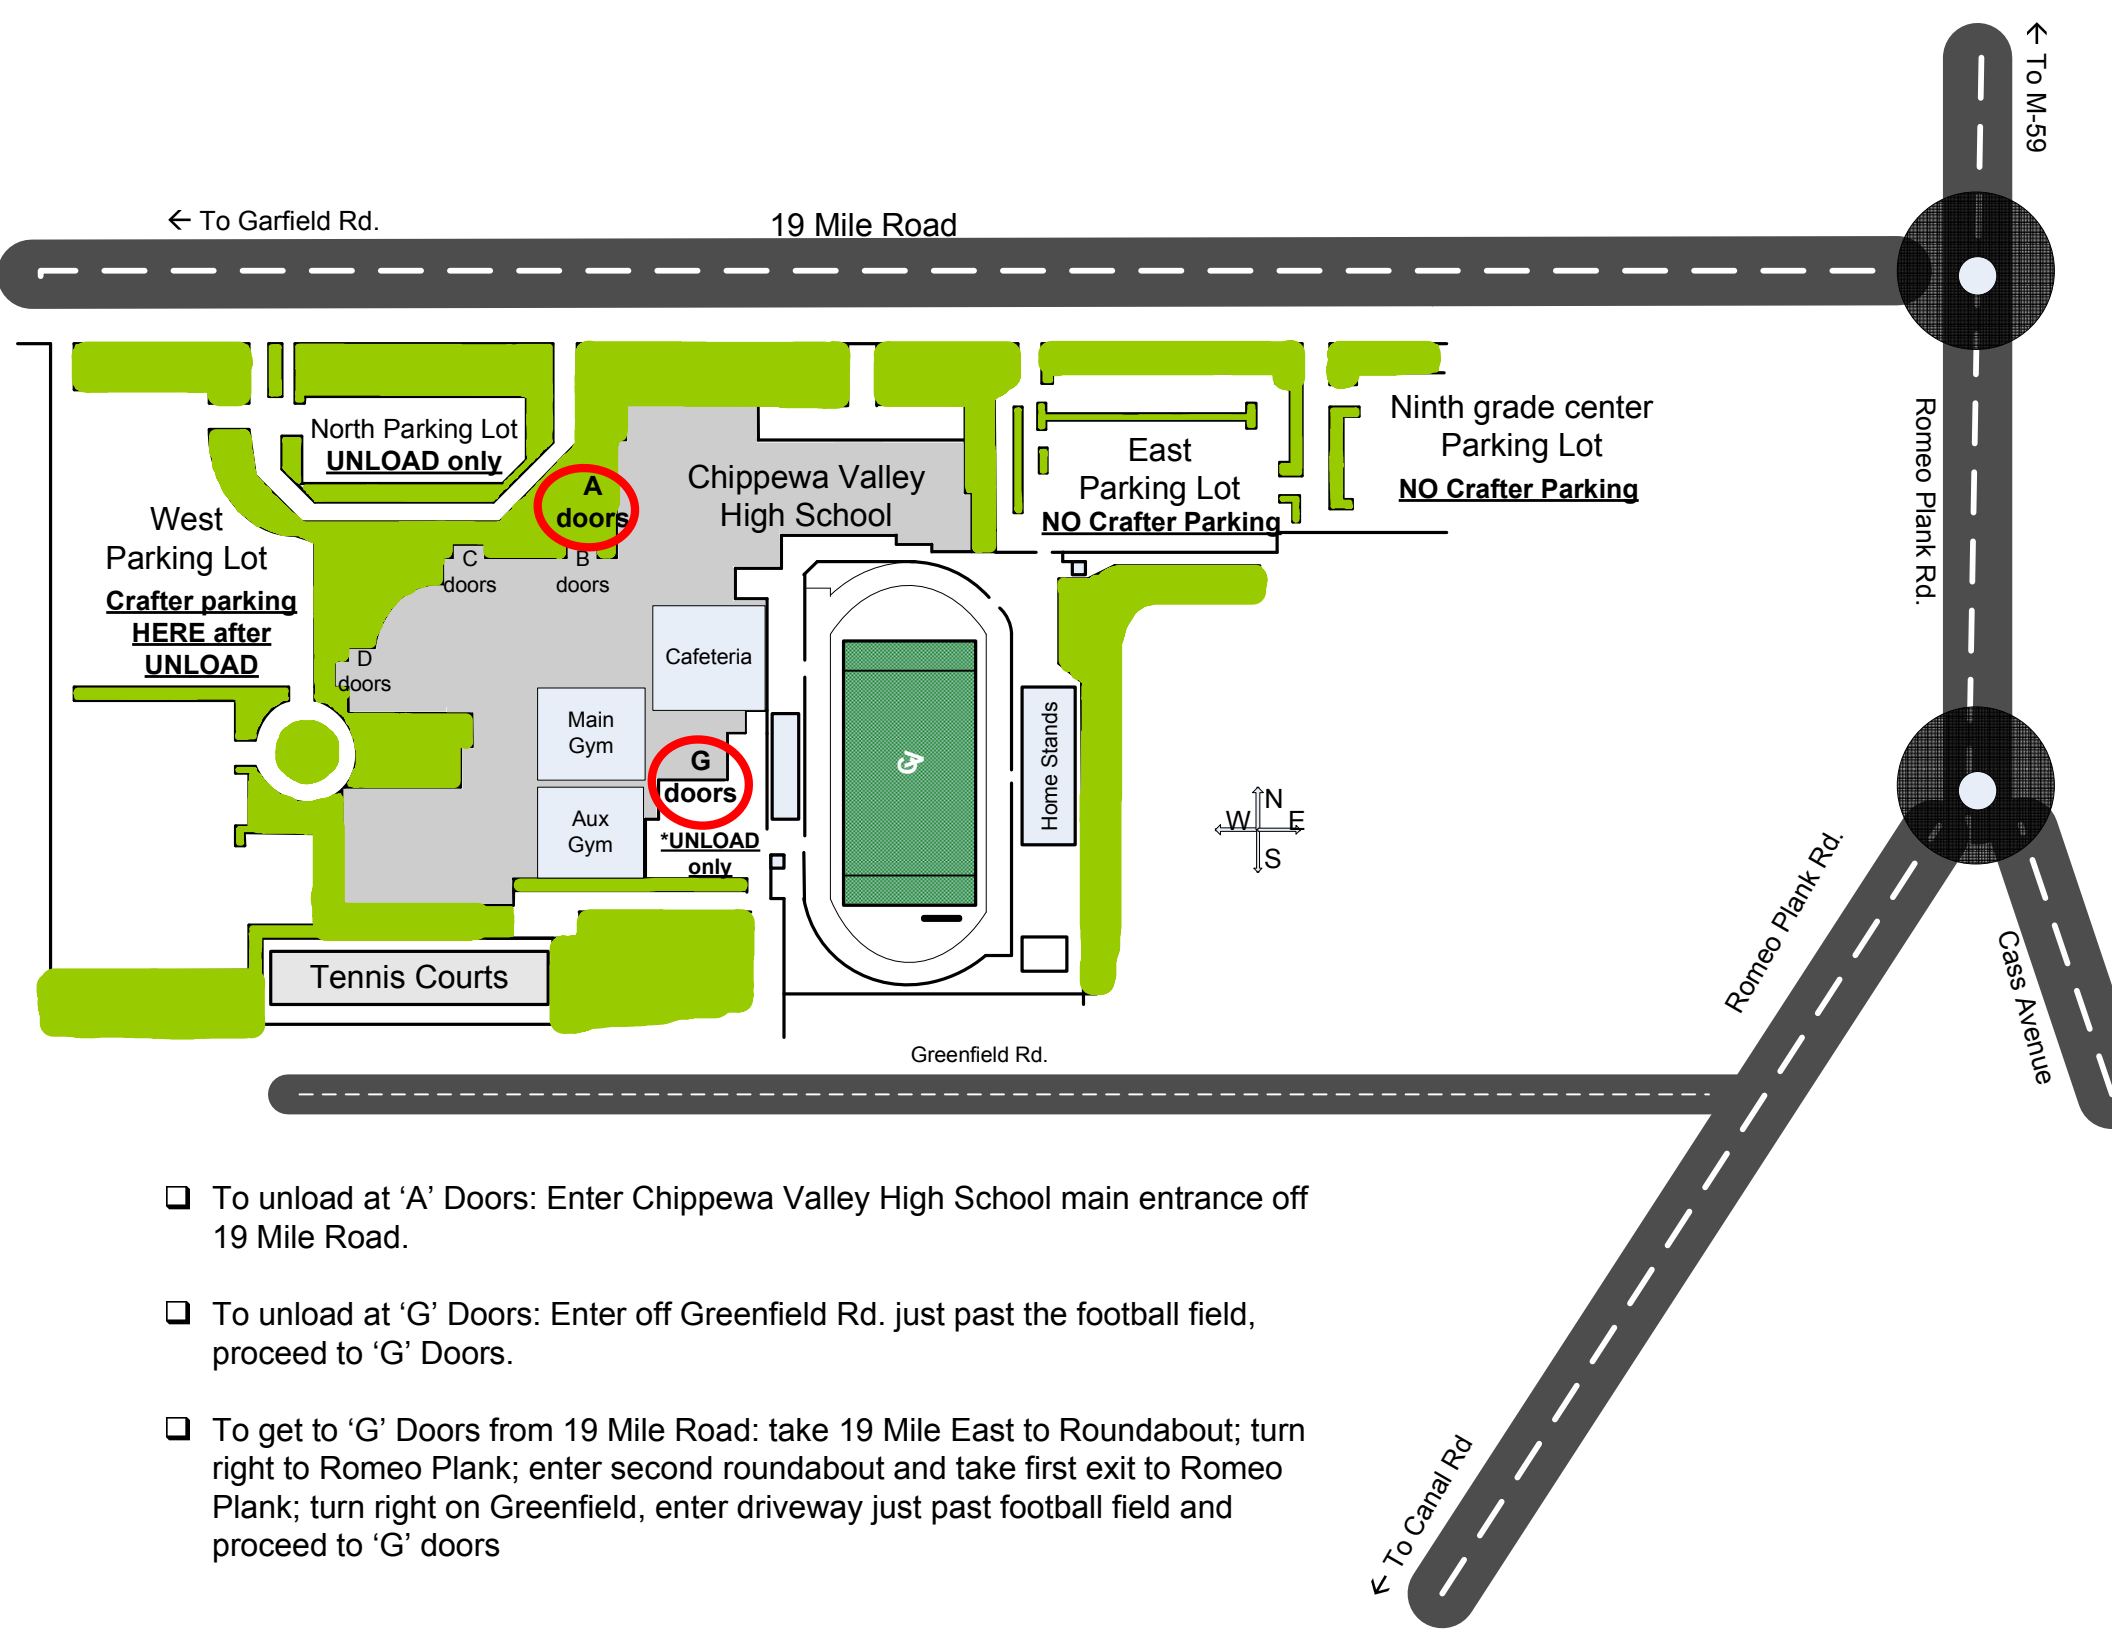 ← To M-59
← To Garfield Rd.
19 Mile Road
North Parking Lot
UNLOAD only
A
doors
Chippewa Valley
High School
East
Parking Lot
NO Crafter Parking
Ninth grade center
Parking Lot
NO Crafter Parking
Romeo Plank Rd.
West
Parking Lot
Crafter parking
HERE after
UNLOAD
C
doors
B
doors
D
doors
Cafeteria
Main
Gym
G
doors
Aux
Gym
*UNLOAD
only
Home Stands
N
W E
S
Romeo Plank Rd.
Cass Avenue
Tennis Courts
Greenfield Rd.
❑ To unload at ‘A’ Doors: Enter Chippewa Valley High School main entrance off
19 Mile Road.
❑ To unload at ‘G’ Doors: Enter off Greenfield Rd. just past the football field,
proceed to ‘G’ Doors.
❑ To get to ‘G’ Doors from 19 Mile Road: take 19 Mile East to Roundabout; turn
right to Romeo Plank; enter second roundabout and take first exit to Romeo
Plank; turn right on Greenfield, enter driveway just past football field and
proceed to ‘G’ doors
← To Canal Rd